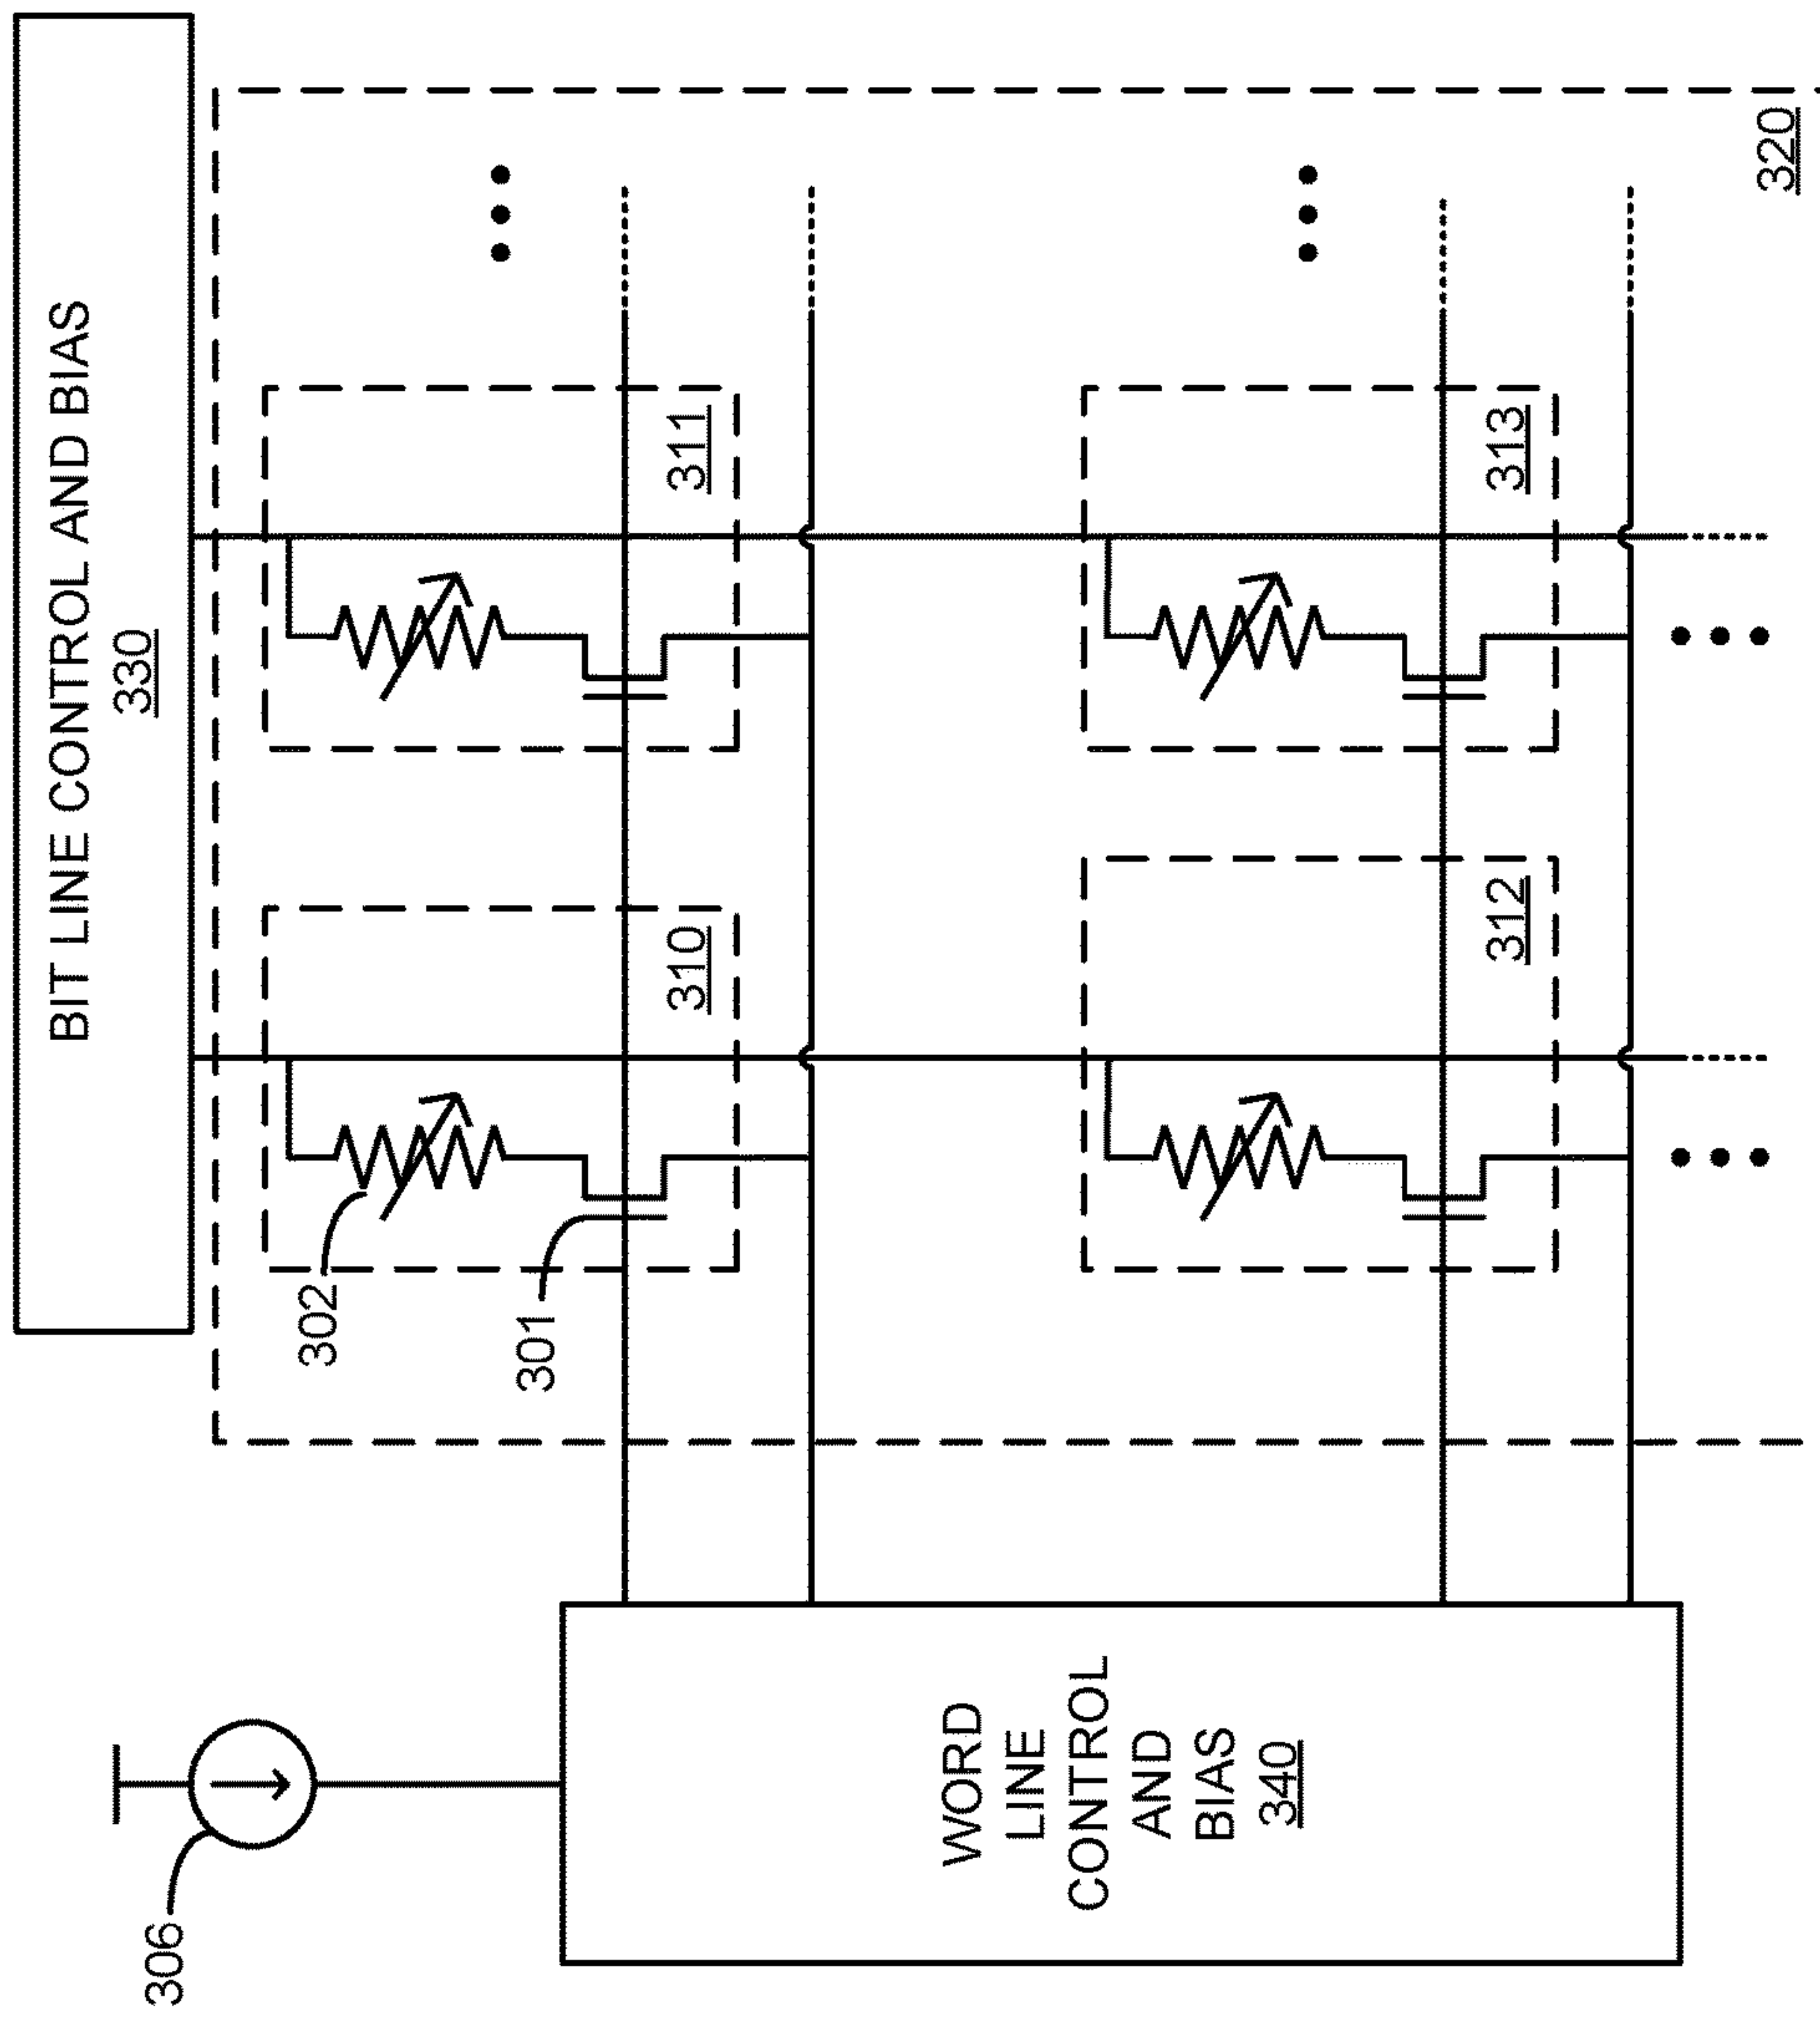 BIT LINE CONTROL AND BIAS
330
302
301
310
311
312
313
320
306
WORD
LINE
CONTROL
AND
BIAS
340